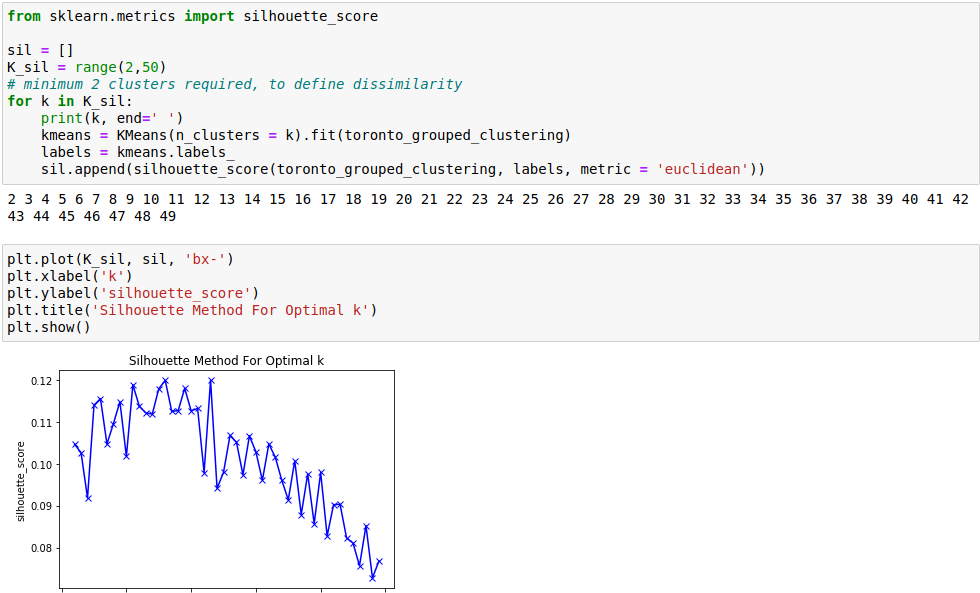 from sklearn.metrics import silhouette_score
sil = []
K_sil = range(2,50)
# minimum 2 clusters required, to define dissimilarity
for k in K_sil:
    print(k, end=' ')
    kmeans = KMeans(n_clusters = k).fit(toronto_grouped_clustering)
    labels = kmeans.labels_
    sil.append(silhouette_score(toronto_grouped_clustering, labels, metric = 'euclidean'))
2 3 4 5 6 7 8 9 10 11 12 13 14 15 16 17 18 19 20 21 22 23 24 25 26 27 28 29 30 31 32 33 34 35 36 37 38 39 40 41 42
43 44 45 46 47 48 49
plt.plot(K_sil, sil, 'bx-')
plt.xlabel('k')
plt.ylabel('silhouette_score')
plt.title('Silhouette Method For Optimal k')
plt.show()
Silhouette Method For Optimal k
0.12
0.11
0.10
0.09
0.08
silhouette_score